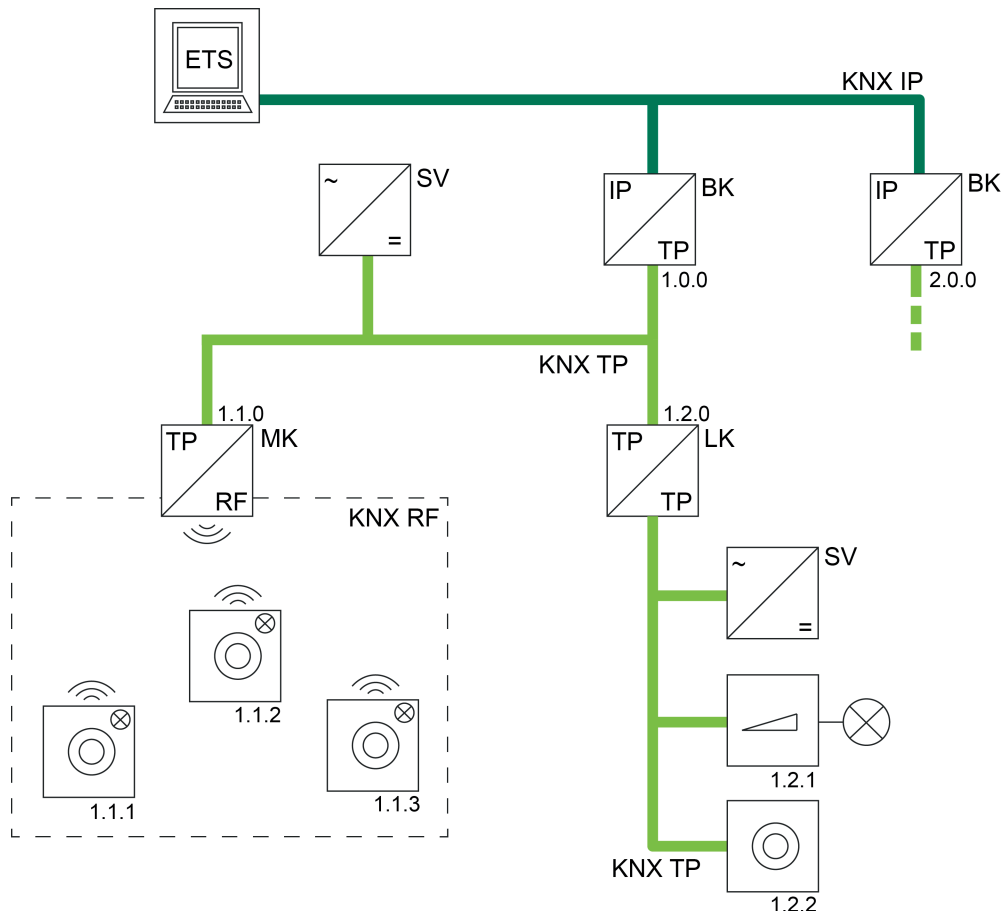 ETS
KNX IP
~
=
SV
IP
TP
BK
1.0.0
IP
TP
BK
2.0.0
KNX TP
1.1.0
TP
RF
MK
1.2.0
TP
TP
LK
KNX RF
~
=
SV
1.1.2
1.1.1
1.1.3
1.2.1
KNX TP
1.2.2